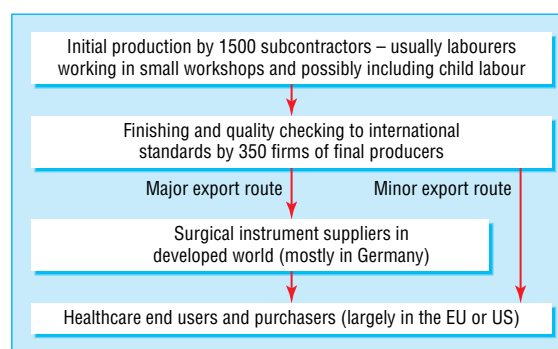 Initial production by 1500 subcontractors – usually labourers
working in small workshops and possibly including child labour
Finishing and quality checking to international
standards by 350 firms of final producers
Major export route
Minor export route
Surgical instrument suppliers in
developed world (mostly in Germany)
Healthcare end users and purchasers (largely in the EU or US)